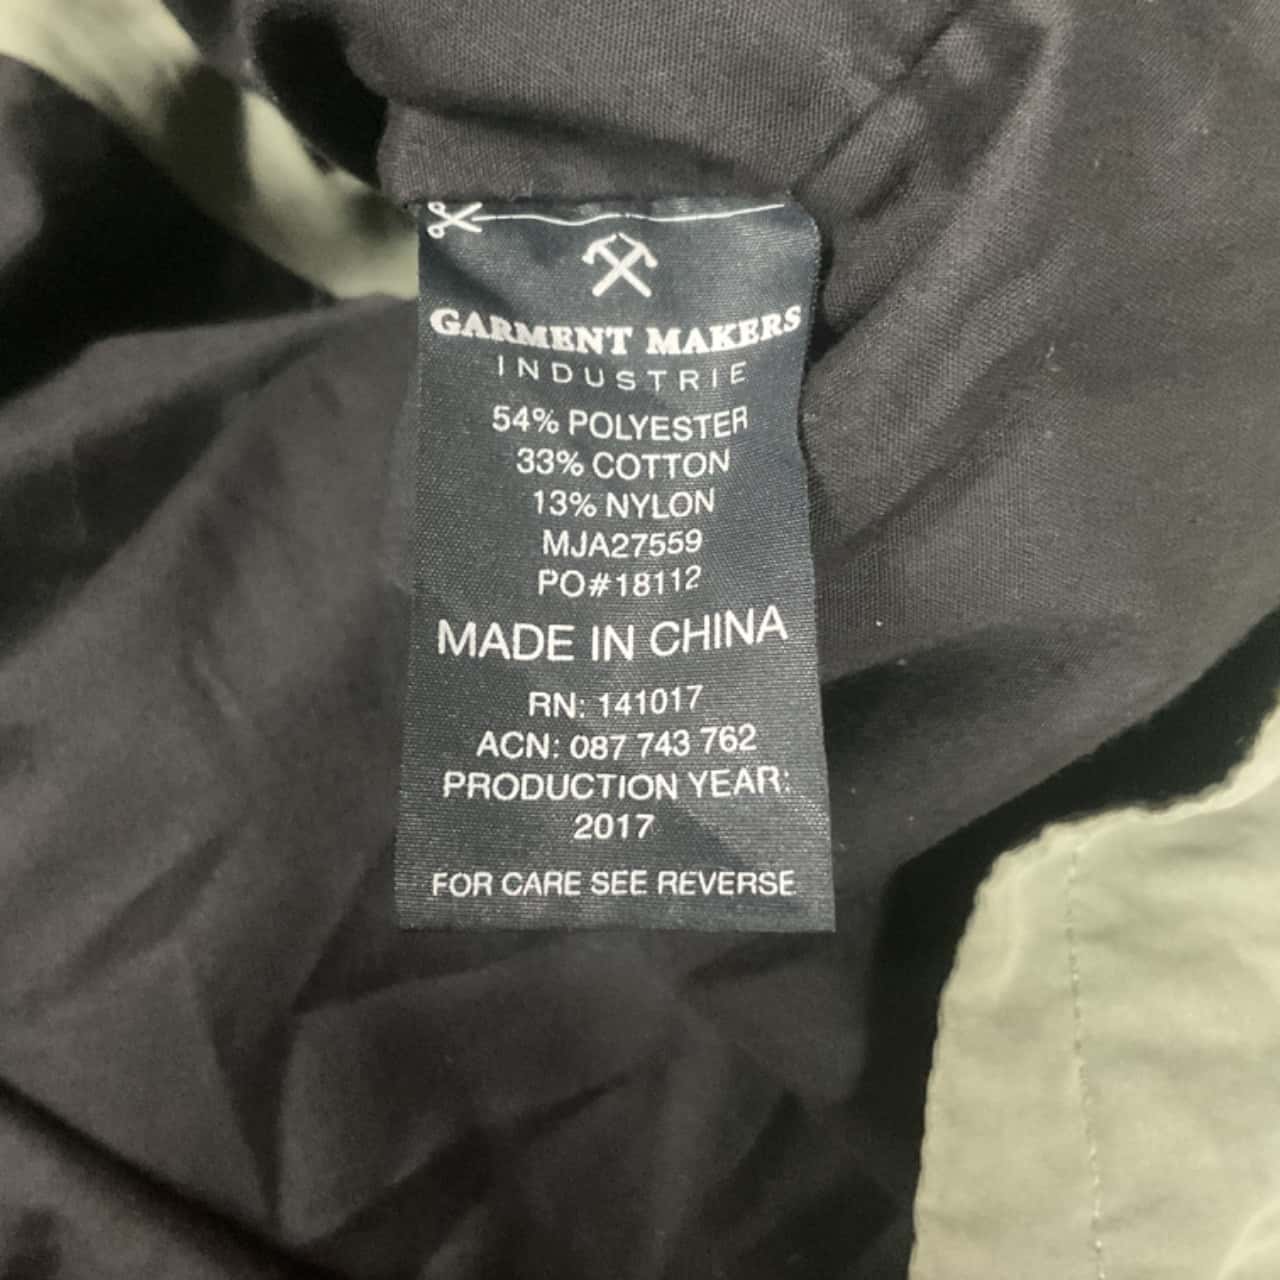 GARMENT MAKERS
INDUSTRIE
54% POLYESTER
33% COTTON
13% NYLON
MJA27559
PO#18112
MADE IN CHINA
RN: 141017
ACN: 087 743 762
PRODUCTION YEAR:
2017
FOR CARE SEE REVERSE